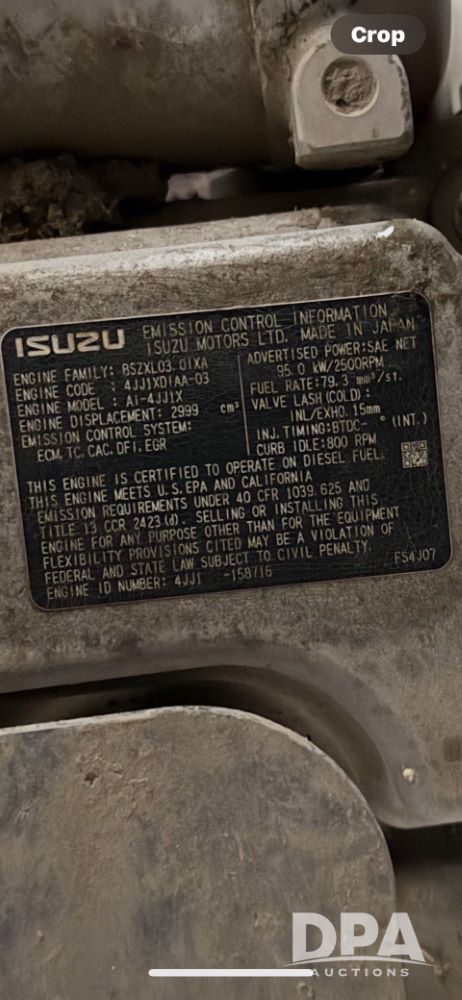 Crop
ISUZU
EMISSION CONTROL INFORMATION
ISUZU MOTORS LTD. MADE IN JAPAN
ENGINE FAMILY: BSZXL03.01XA
ENGINE CODE : 4JJ1XDIAA-03
ENGINE MODEL : AI-4JJ1X
ENGINE DISPLACEMENT: 2999 cm³
EMISSION CONTROL SYSTEM:
ECM, TC, CAC, DFI, EGR
ADVERTISED POWER:SAE NET
95.0 kW/2500RPM
FUEL RATE:79.3 mm³/st.
VALVE LASH (COLD):
INL/EXHO. 15mm
INJ. TIMING:BTDC- ° (INT.)
CURB IDLE:800 RPM
THIS ENGINE IS CERTIFIED TO OPERATE ON DIESEL FUEL.
THIS ENGINE MEETS U.S. EPA AND CALIFORNIA
EMISSION REQUIREMENTS UNDER 40 CFR 1039.625 AND
TITLE 13 CCR 2423(d). SELLING OR INSTALLING THIS
ENGINE FOR ANY PURPOSE OTHER THAN FOR THE EQUIPMENT
FLEXIBILITY PROVISIONS CITED MAY BE A VIOLATION OF
FEDERAL AND STATE LAW SUBJECT TO CIVIL PENALTY.
ENGINE ID NUMBER: 4JJ1 -158716
FS4J07
DPA
AUCTIONS